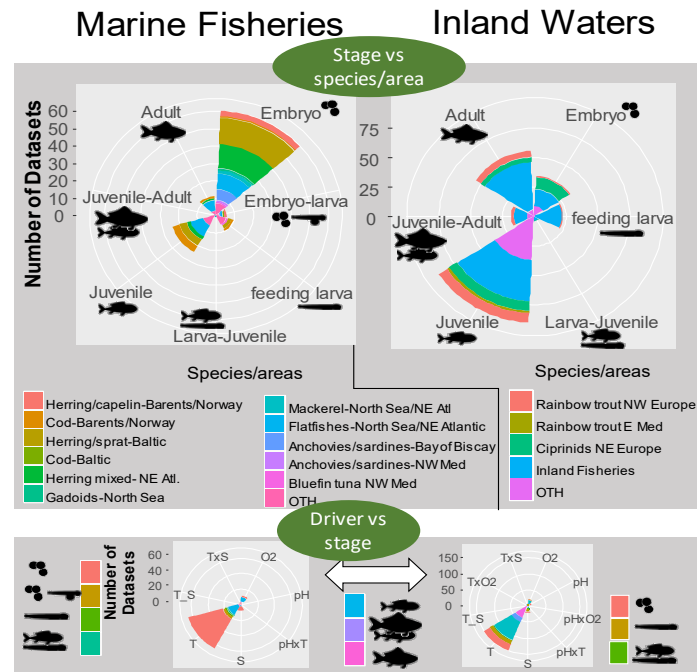 Marine Fisheries
Inland Waters
Stage vs
species/area
Number of Datasets
60
50
40
30
20
10
0
Adult
Embryo
Juvenile-Adult
Embryo-larva
Juvenile
feeding larva
Larva-Juvenile
75
50
25
0
Adult
Embryo
Juvenile-Adult
feeding larva
Juvenile
Larva-Juvenile
Species/areas
Herring/capelin-Barents/Norway
Cod-Barents/Norway
Herring/sprat-Baltic
Cod-Baltic
Herring mixed- NE Atl.
Gadoids-North Sea
Mackerel-North Sea/NE Atl
Flatfishes-North Sea/NE Atlantic
Anchovies/sardines-Bay of Biscay
Anchovies/sardines-NW Med
Bluefin tuna NW Med
OTH
Species/areas
Rainbow trout NW Europe
Rainbow trout E Med
Ciprinids NE Europe
Inland Fisheries
OTH
Driver vs
stage
Number of
Datasets
60
40
20
0
TxS
O2
T_S
pH
T
pHxT
S
150
100
50
0
TxS
O2
TxO2
pH
T_S
pHxO2
T
pHxT
S